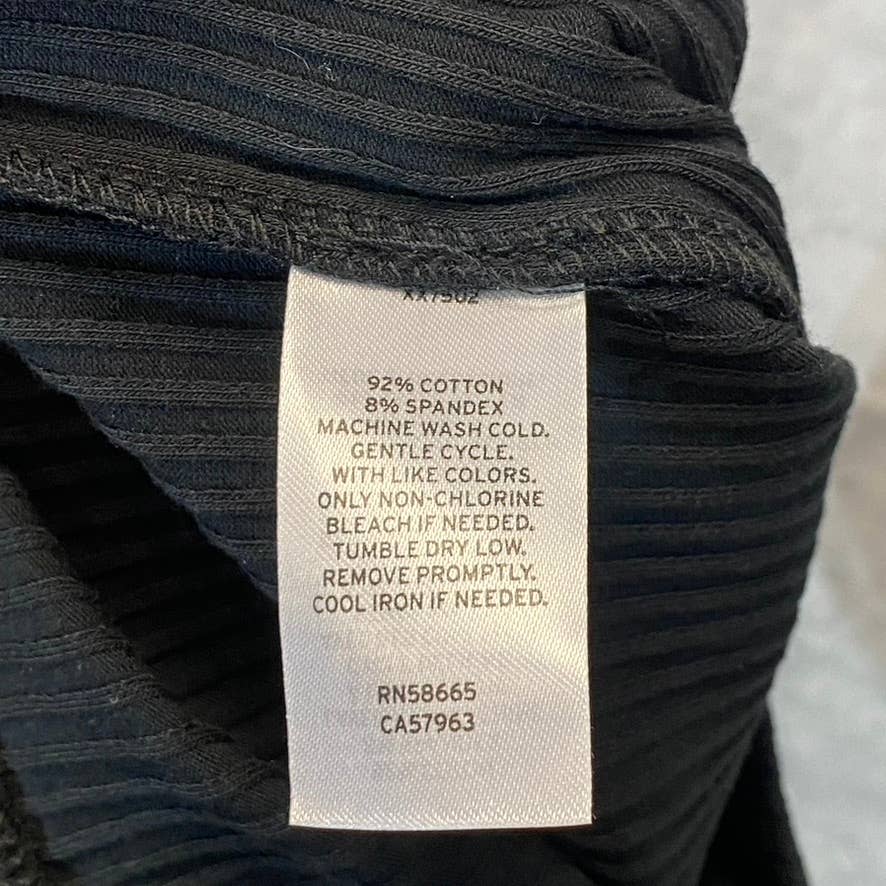 92% COTTON
8% SPANDEX
MACHINE WASH COLD.
GENTLE CYCLE.
WITH LIKE COLORS.
ONLY NON-CHLORINE
BLEACH IF NEEDED.
TUMBLE DRY LOW.
REMOVE PROMPTLY.
COOL IRON IF NEEDED.
RN58665
CA57963